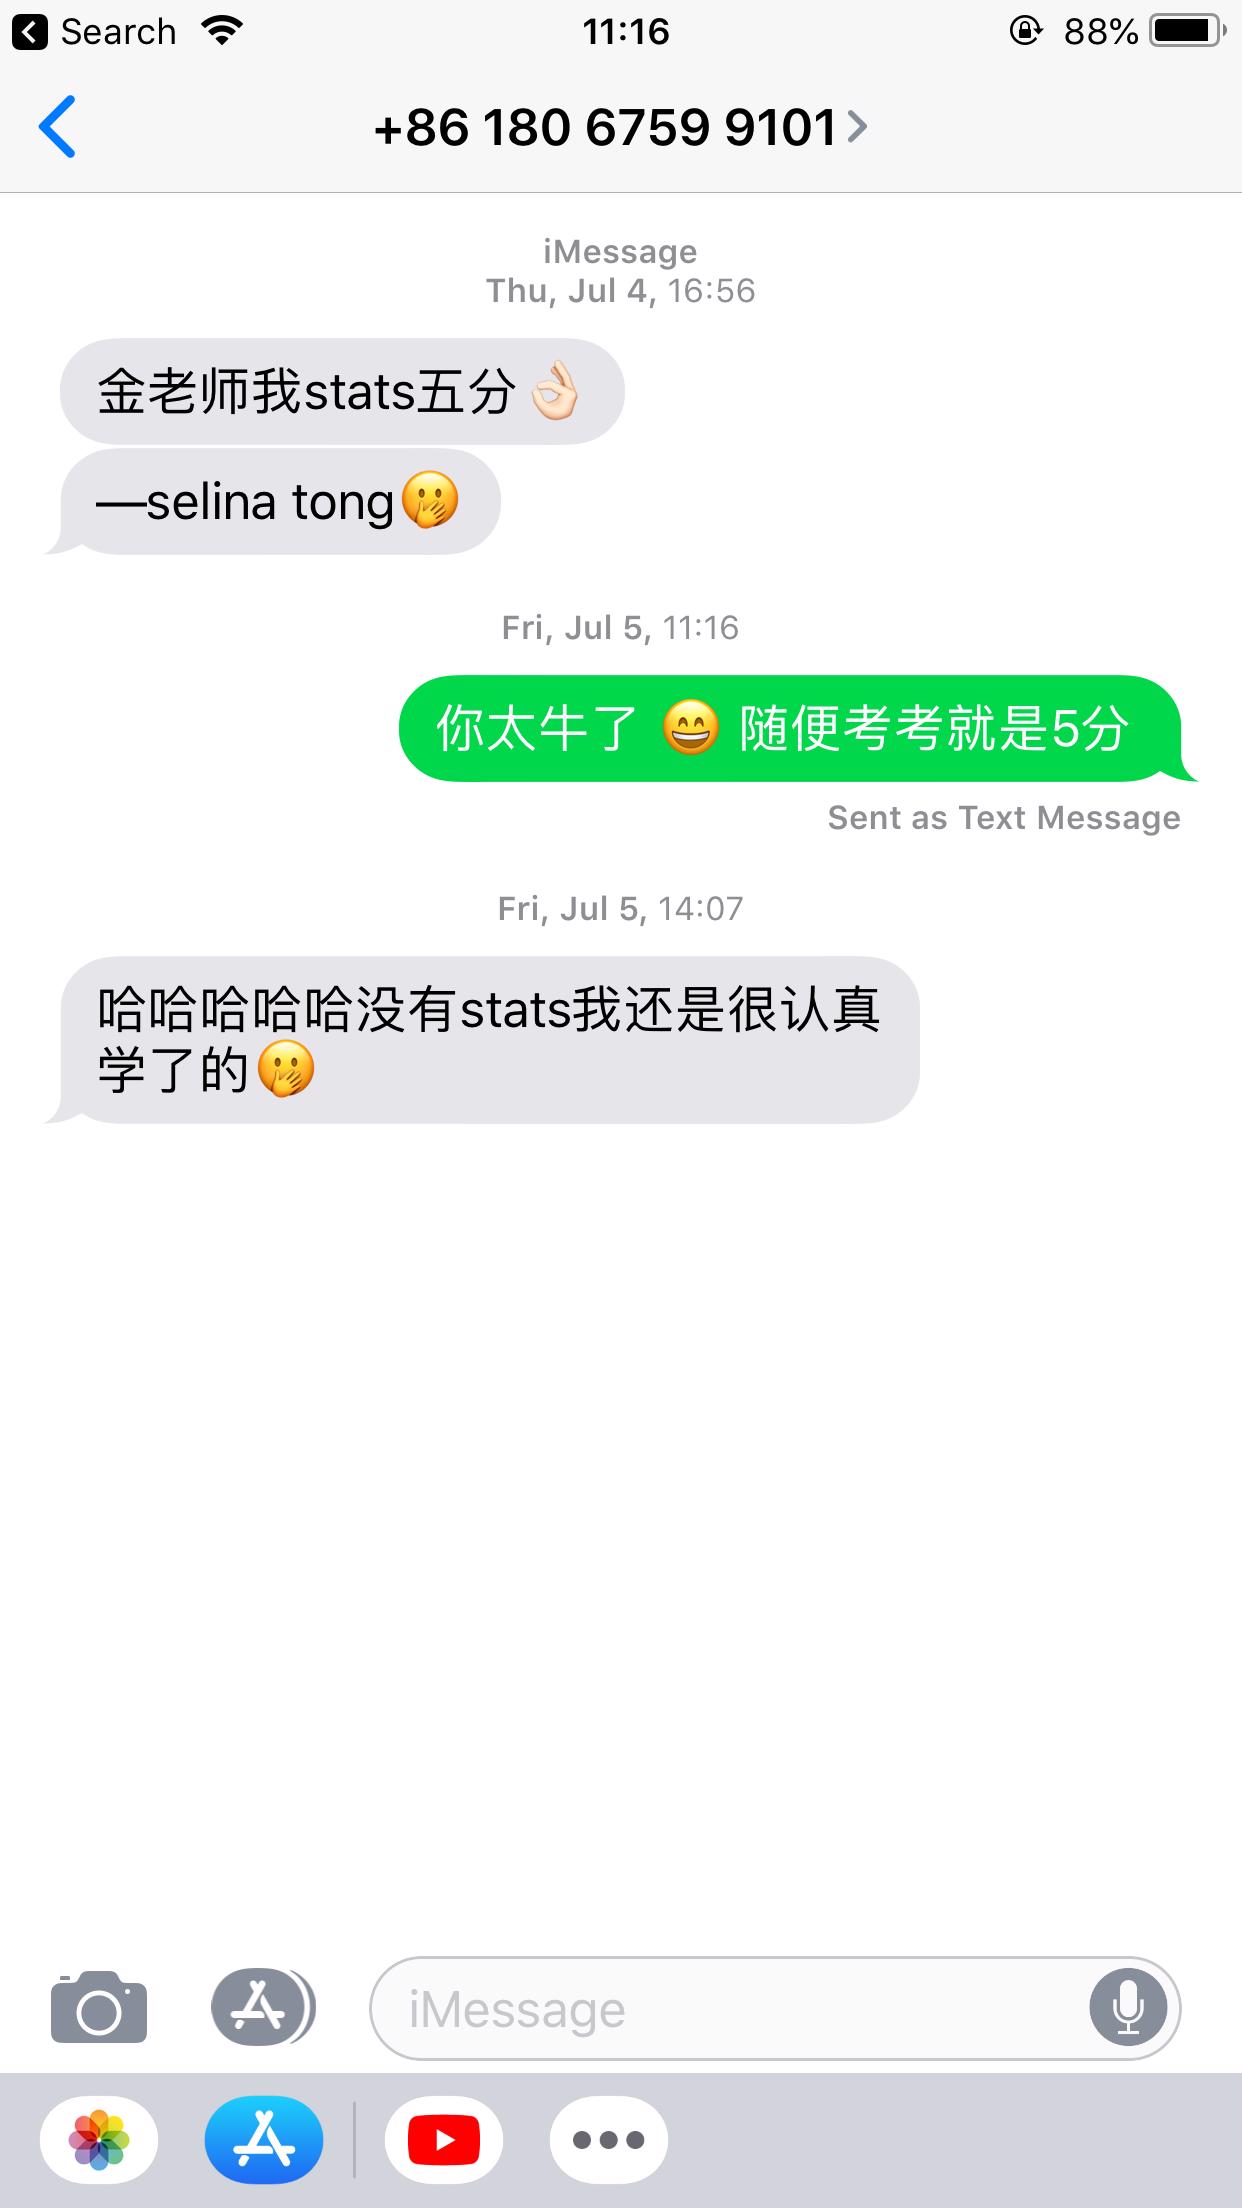 Search 11:16 88%
+86 180 6759 9101
iMessage
Thu, Jul 4, 16:56
金老师我stats五分👌🏻
—selina tong🤭
Fri, Jul 5, 11:16
你太牛了 😄 随便考考就是5分
Sent as Text Message
Fri, Jul 5, 14:07
哈哈哈哈哈没有stats我还是很认真
学了的🤭
iMessage